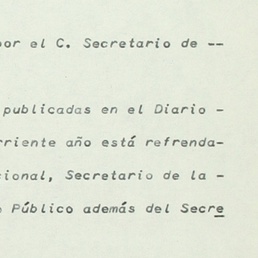 por el C. Secretario de --
publicadas en el Diario -
rriente año está refrenda-
cional, Secretario de la -
o Público además del Secre